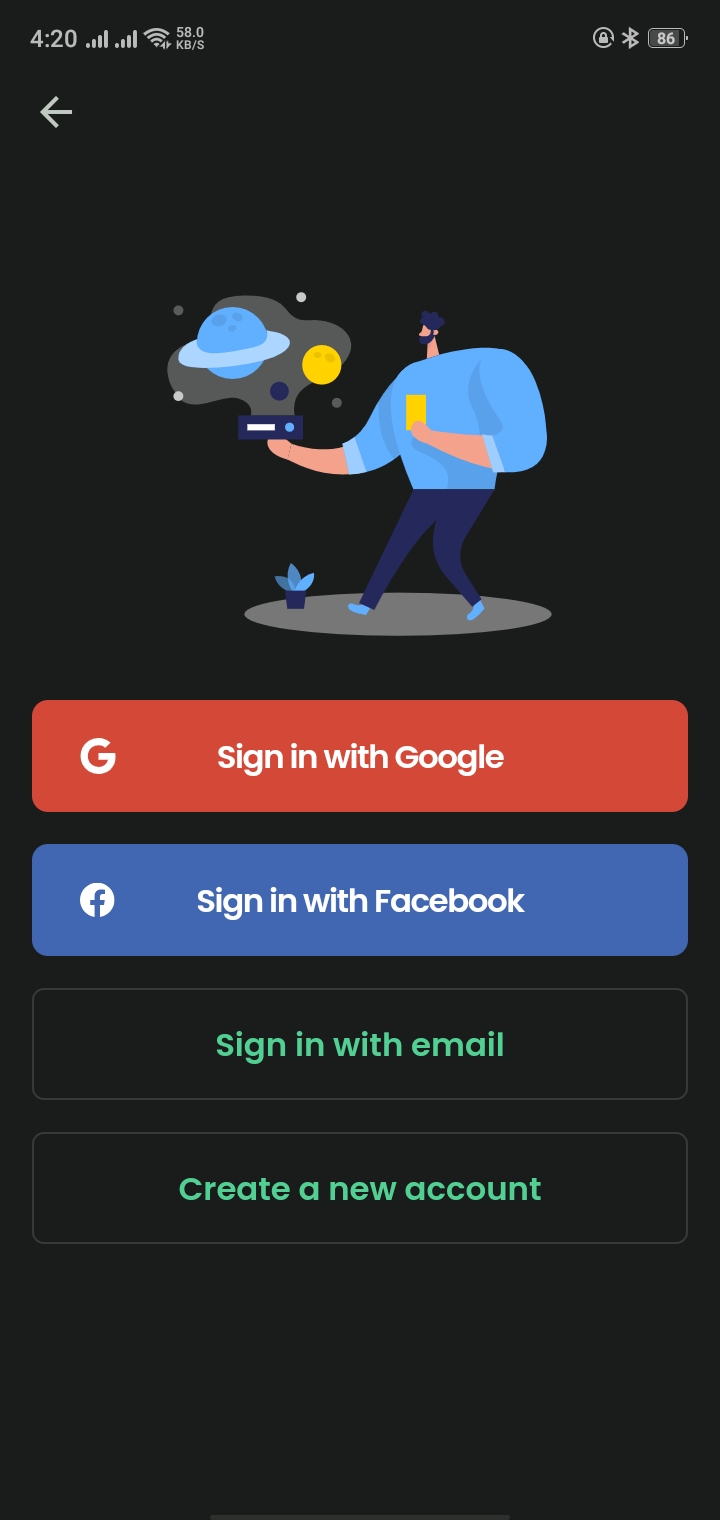 4:20
58.0
KB/S
86
Sign in with Google
Sign in with Facebook
Sign in with email
Create a new account